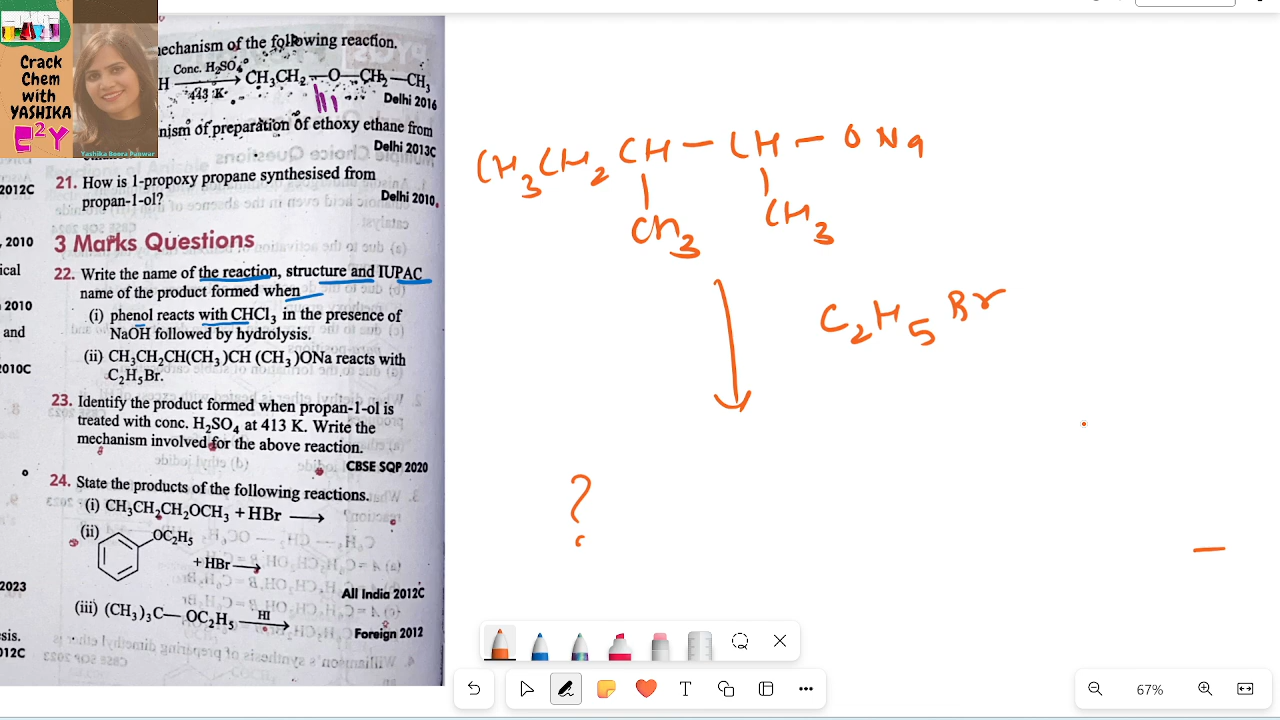 Crack
Chem
with
YASHIKA
E2Y
Yashika Boora Panwar
mechanism of the following reaction.
H Conc. H₂SO₄ 413 K → CH₃CH₂—O—CH₂—CH₃
Delhi 2016
nism of preparation of ethoxy ethane from
Delhi 2013C
2012C
21. How is 1-propoxy propane synthesised from
propan-1-ol?
Delhi 2010
, 2010
ical
2010
and
2010C
3 Marks Questions
22. Write the name of the reaction, structure and IUPAC
name of the product formed when
(i) phenol reacts with CHCl₃ in the presence of
NaOH followed by hydrolysis.
(ii) CH₃CH₂CH(CH₃)CH (CH₃)ONa reacts with
C₂H₅Br.
23. Identify the product formed when propan-1-ol is
treated with conc. H₂SO₄ at 413 K. Write the
mechanism involved for the above reaction.
CBSE SQP 2020
24. State the products of the following reactions.
(i) CH₃CH₂CH₂OCH₃ + HBr ⟶
(ii) OC₂H₅
+ HBr ⟶
All India 2012C
2023
(iii) (CH₃)₃C—OC₂H₅ HI ⟶
Foreign 2012
sis.
012C
CH₃CH₂CH—CH—ONa
CH₃ CH₃
C₂H₅Br
?
67%